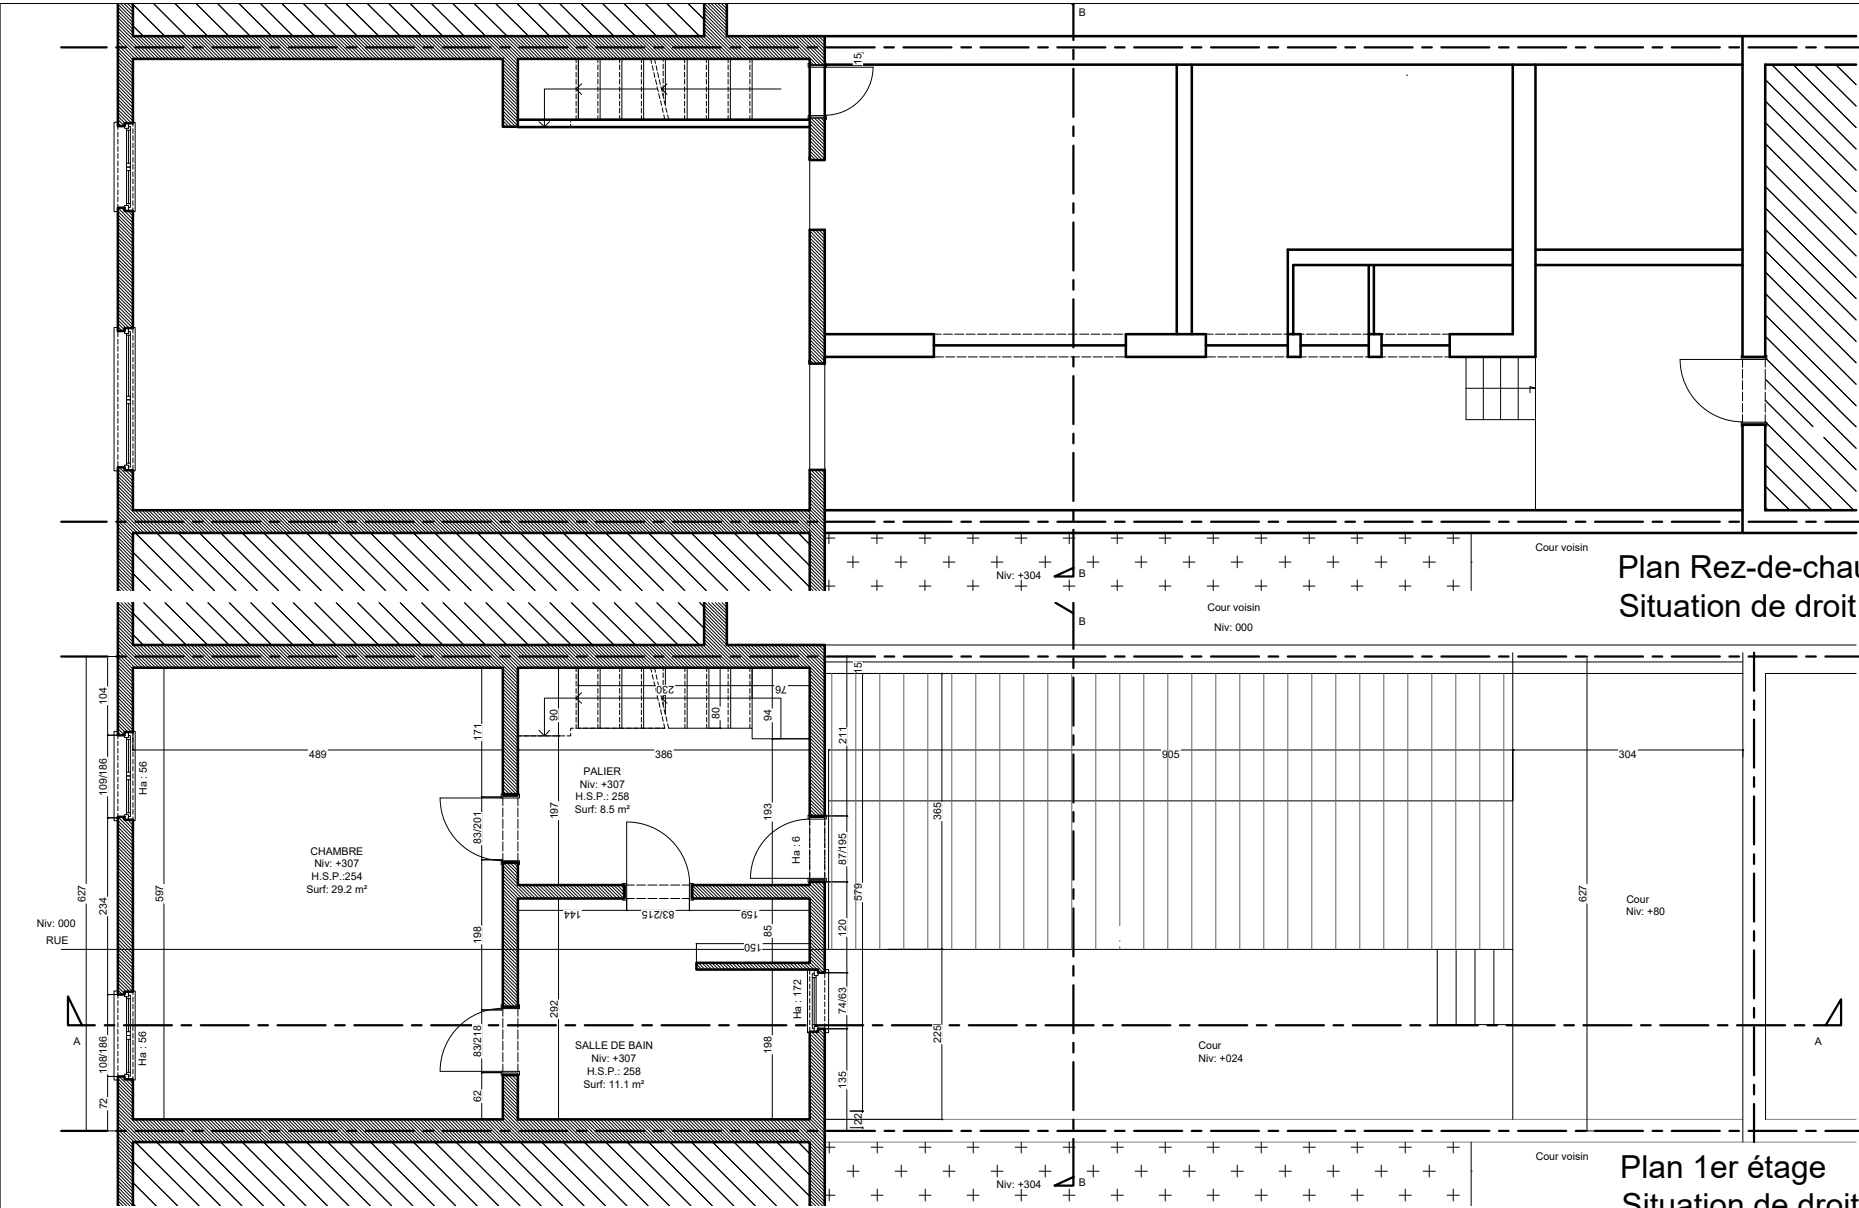 B
15
Cour voisin
Niv: +304
B
Plan Rez-de-chau
Situation de droit
Cour voisin
Niv: 000
B
15
104
230
76
171
90
80
94
211
489
386
905
304
109/186
Ha : 56
PALIER
Niv: +307
H.S.P.: 258
Surf: 8.5 m²
83/201
197
193
365
Ha : 6
87/195
CHAMBRE
Niv: +307
H.S.P.:254
Surf: 29.2 m²
627
597
234
579
627
Cour
Niv: +80
Niv: 000
RUE
144
83/215
159
198
85
120
150
292
Ha : 172
74/63
A
108/186
Ha : 56
83/218
SALLE DE BAIN
Niv: +307
H.S.P.: 258
Surf: 11.1 m²
198
225
Cour
Niv: +024
A
72
62
135
22
Cour voisin
Niv: +304
B
Plan 1er étage
Situation de droit